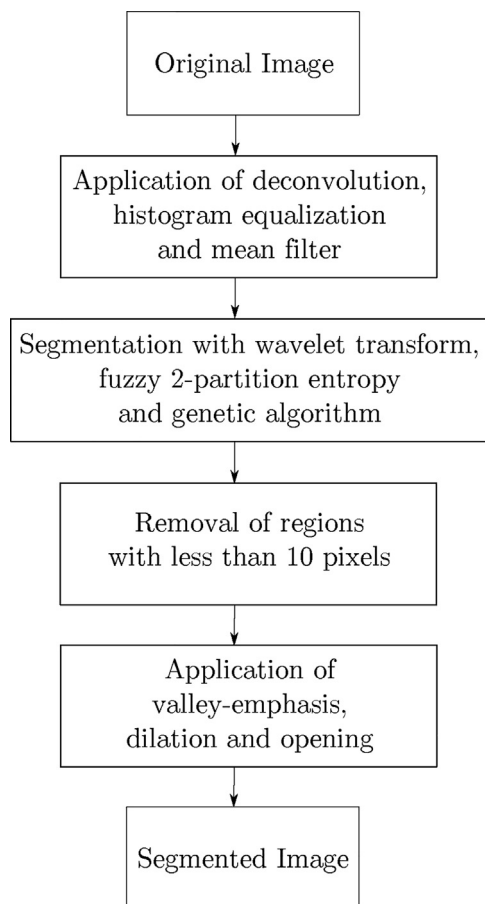 Original Image
Application of deconvolution,
histogram equalization
and mean filter
Segmentation with wavelet transform,
fuzzy 2-partition entropy
and genetic algorithm
Removal of regions
with less than 10 pixels
Application of
valley-emphasis,
dilation and opening
Segmented Image